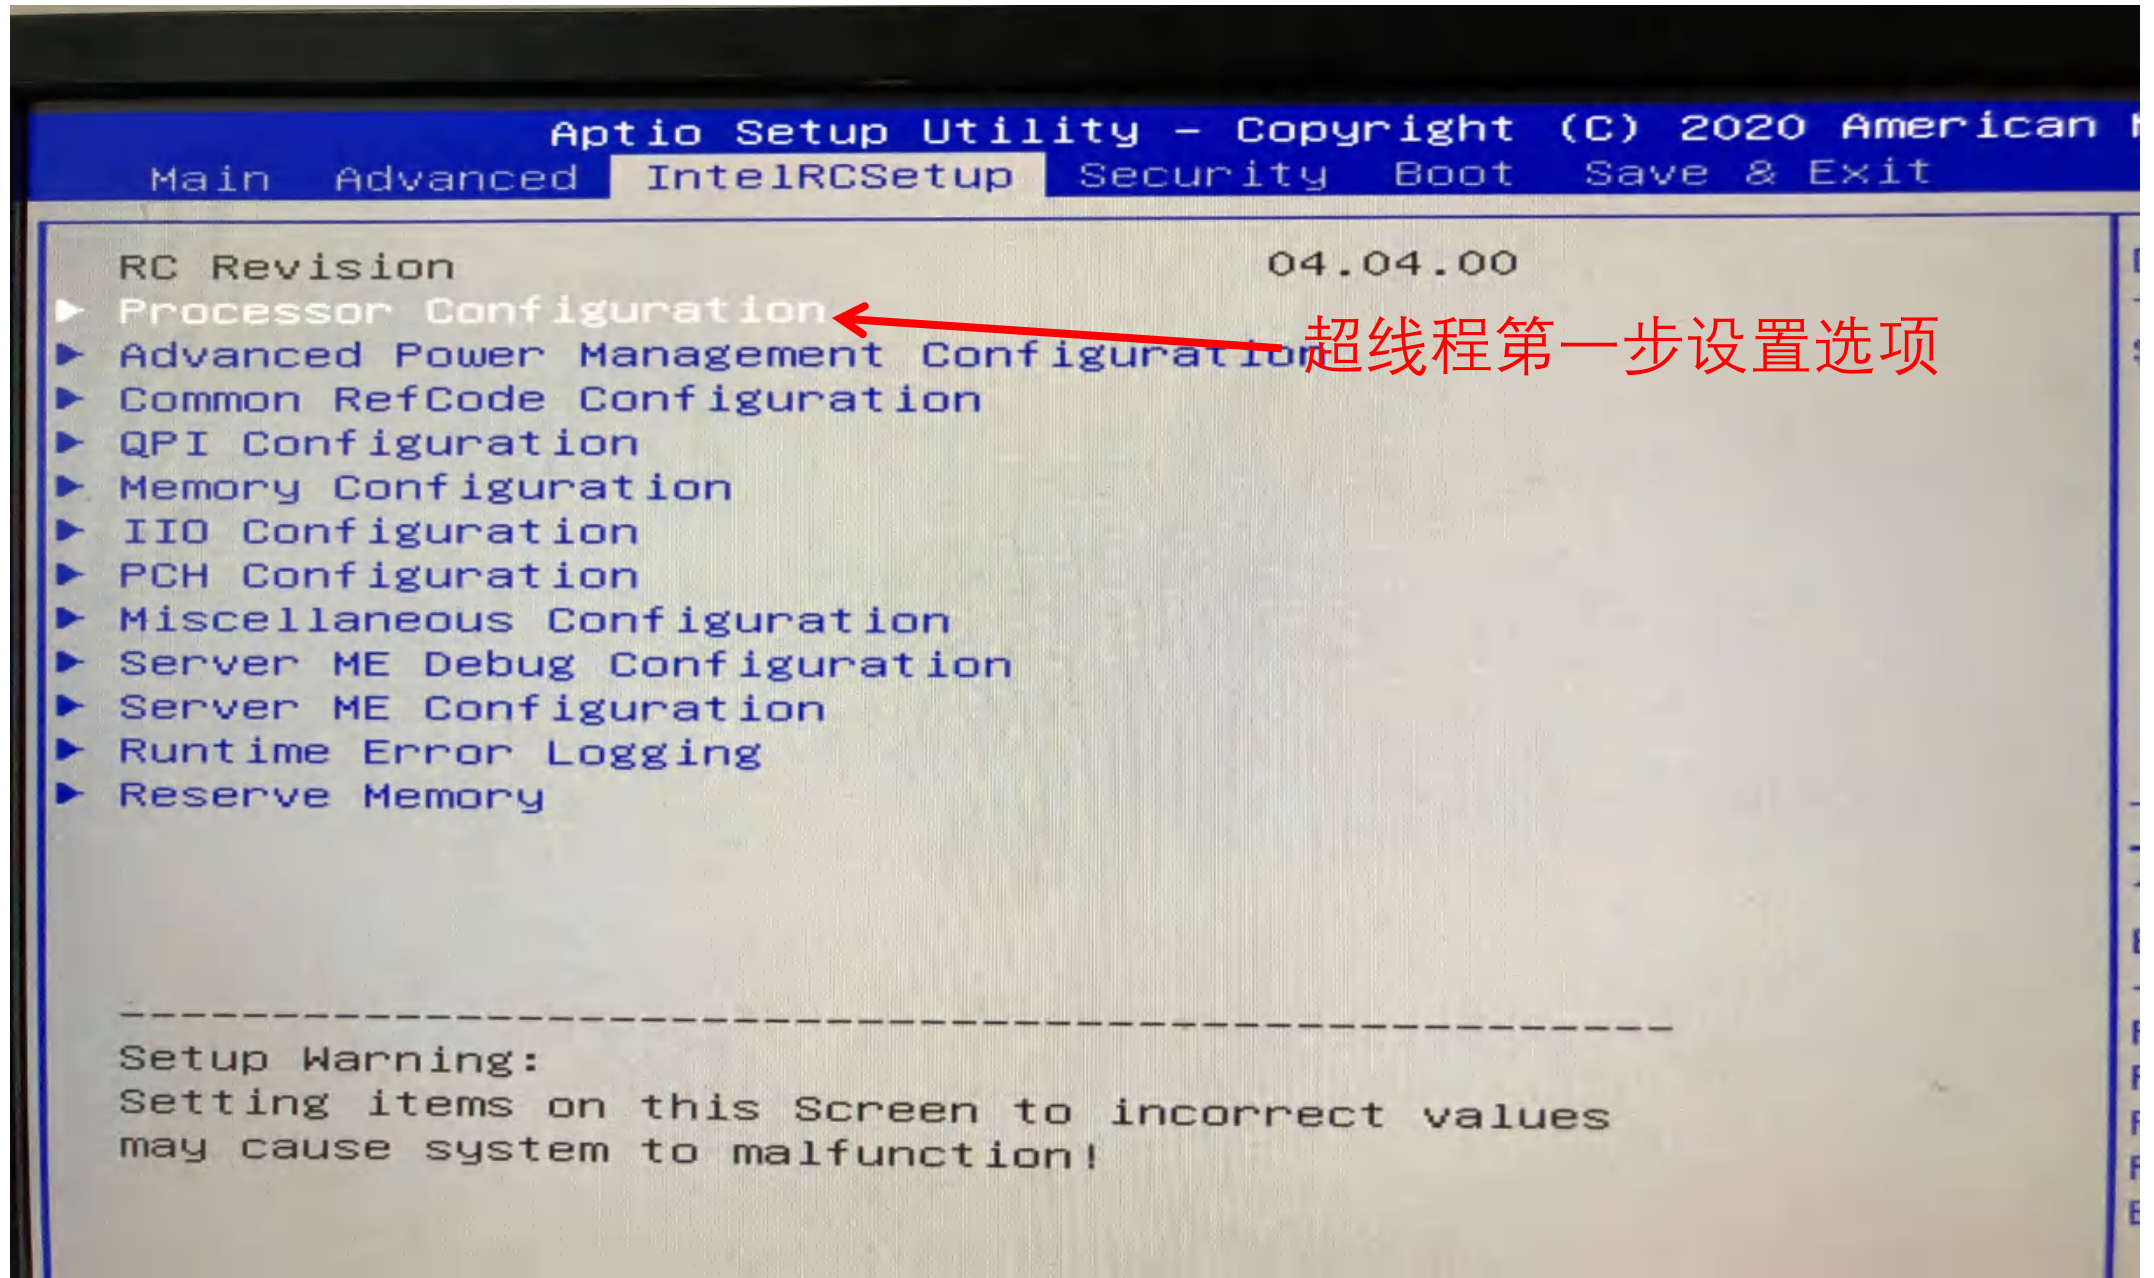 Aptio Setup Utility – Copyright (C) 2020 American
Main Advanced IntelRCSetup Security Boot Save & Exit
RC Revision 04.04.00
Processor Configuration
超线程第一步设置选项
Advanced Power Management Configuration
Common RefCode Configuration
QPI Configuration
Memory Configuration
IIO Configuration
PCH Configuration
Miscellaneous Configuration
Server ME Debug Configuration
Server ME Configuration
Runtime Error Logging
Reserve Memory
Setup Warning:
Setting items on this Screen to incorrect values
may cause system to malfunction!